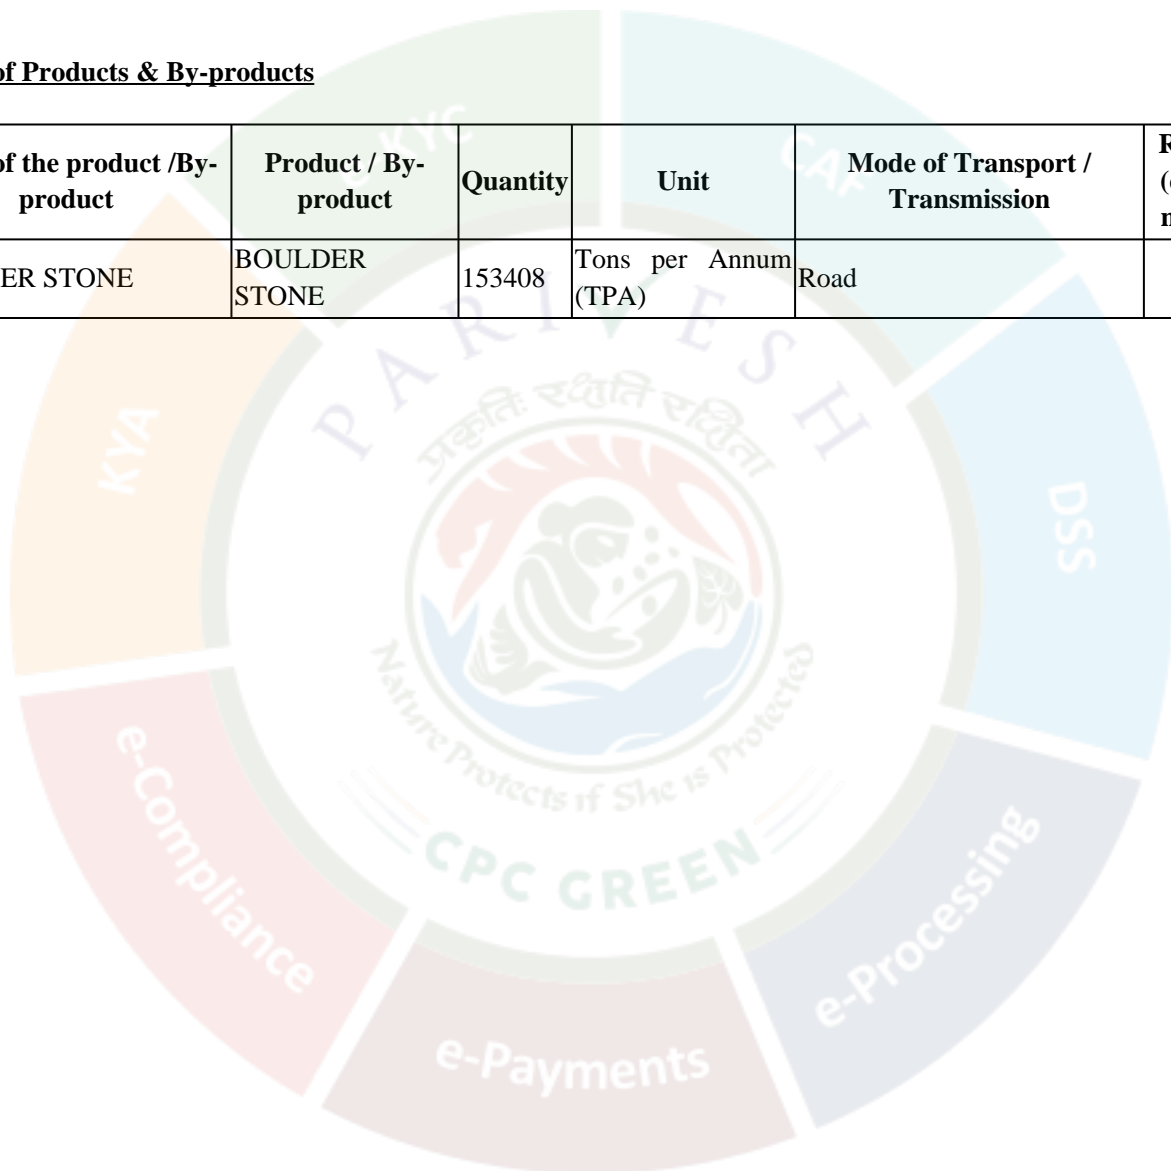 of Products & By-products
of the product /By-product
Product / By-product
Quantity
Unit
Mode of Transport / Transmission
ER STONE
BOULDER STONE
153408
Tons per Annum (TPA)
Road
e-KYC
CAF
KYA
DSS
PARIVESH
प्रकृतिः रक्षति रक्षिता
Nature Protects if She is Protected
CPC GREEN
e-Compliance
e-Processing
e-Payments